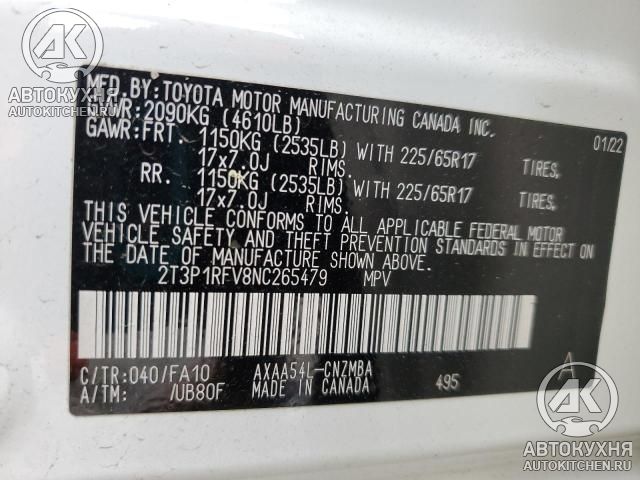 AK
АВТОКУХНЯ
AUTOKITCHEN.RU
MFD. BY: TOYOTA MOTOR MANUFACTURING CANADA INC.
2090KG (4610LB) 01/22
GAWR: FRT. 1150KG (2535LB) WITH 225/65R17 TIRES,
17x7.0J RIMS.
RR. 1150KG (2535LB) WITH 225/65R17 TIRES,
17x7.0J RIMS.
THIS VEHICLE CONFORMS TO ALL APPLICABLE FEDERAL MOTOR
VEHICLE SAFETY AND THEFT PREVENTION STANDARDS IN EFFECT ON
THE DATE OF MANUFACTURE SHOWN ABOVE.
2T3P1RFV8NC265479 MPV
C/TR:040/FA10 AXAA54L-CNZMBA A
A/TM: /UB80F MADE IN CANADA 495
AK
АВТОКУХНЯ
AUTOKITCHEN.RU